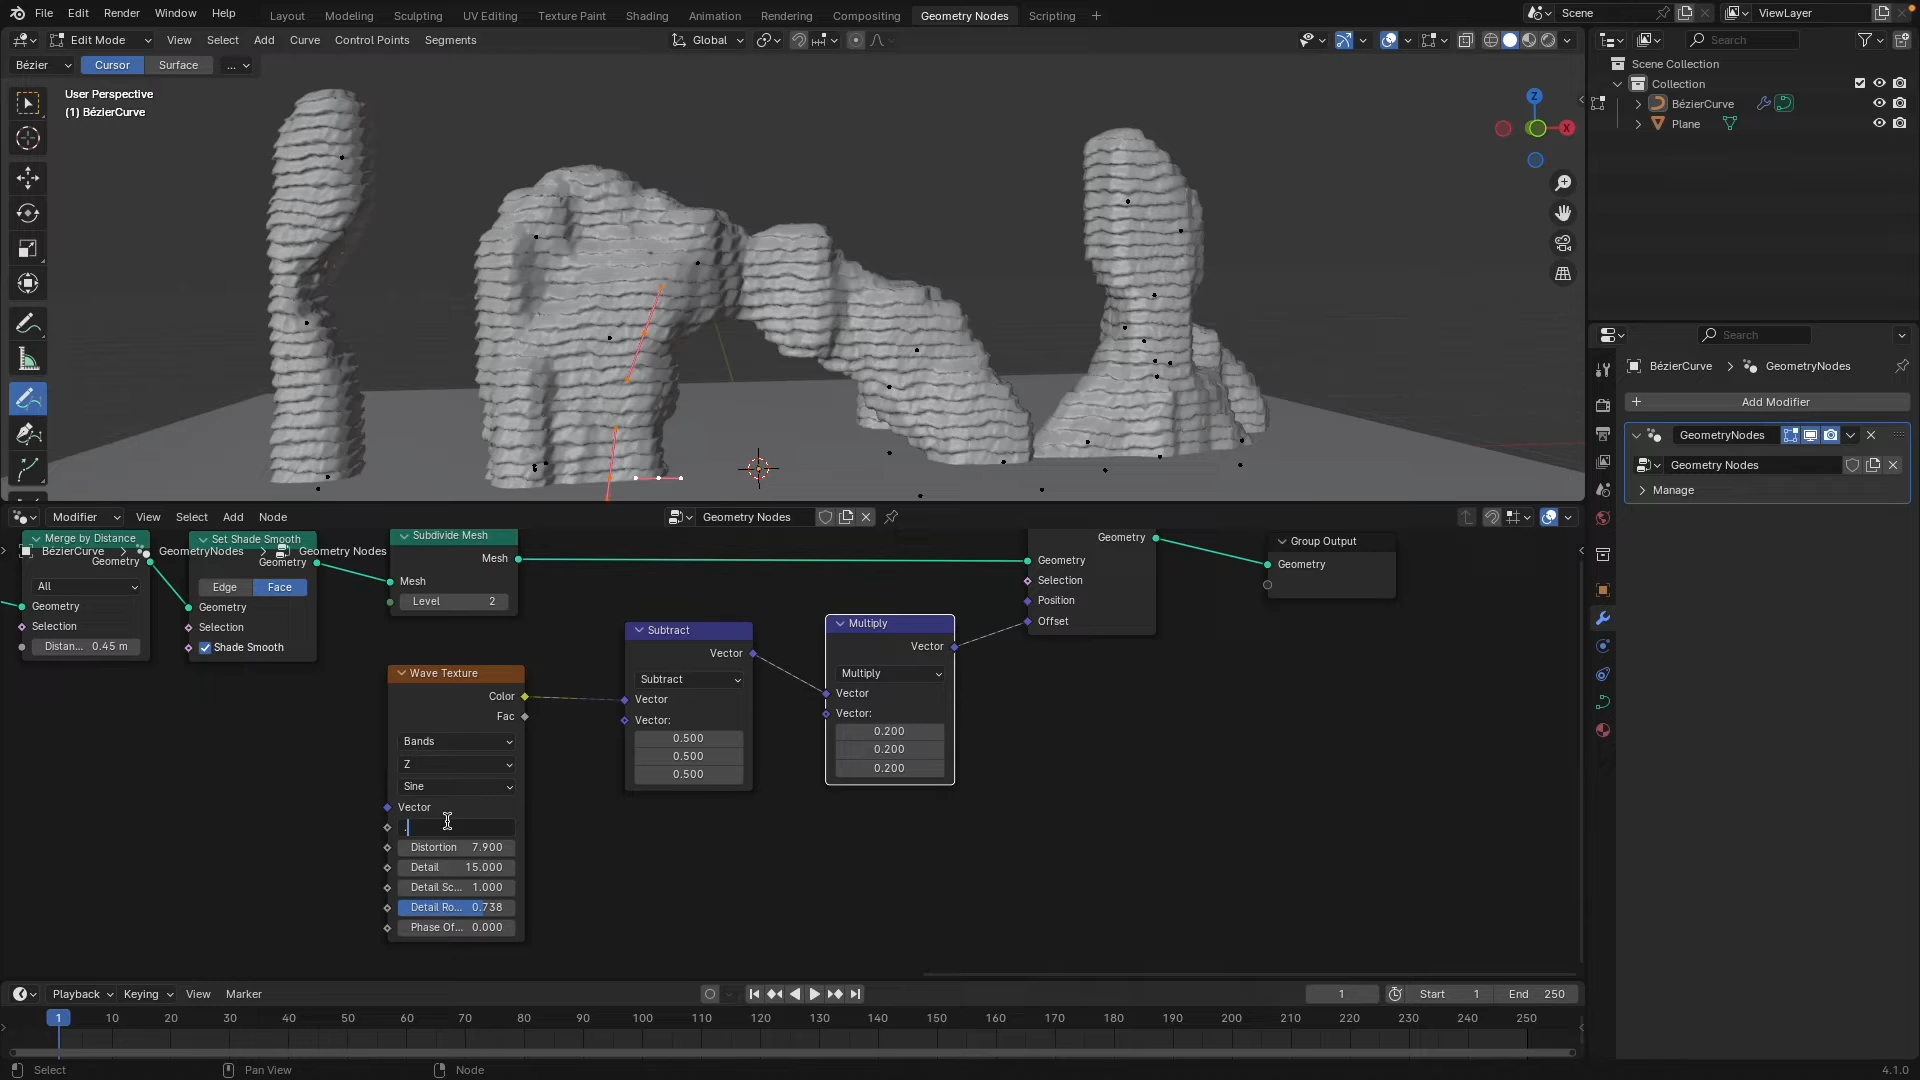 File Edit Render Window Help Layout Modeling Sculpting UV Editing Texture Paint Shading Animation Rendering Compositing Geometry Nodes Scripting + Scene ViewLayer
Edit Mode View Select Add Curve Control Points Segments Global Search
Bézier Cursor Surface ...
User Perspective
(1) BézierCurve
Z
X
Scene Collection
Collection
BézierCurve
Plane
Search
BézierCurve > GeometryNodes
+ Add Modifier
GeometryNodes
Geometry Nodes
Manage
Modifier View Select Add Node Geometry Nodes
BézierCurve > GeometryNodes > Geometry Nodes
Merge by Distance
Geometry
All
Geometry
Selection
Distan... 0.45 m
Set Shade Smooth
Geometry
Edge Face
Geometry
Selection
Shade Smooth
Subdivide Mesh
Mesh
Mesh
Level 2
Geometry
Geometry
Selection
Position
Offset
Group Output
Geometry
Wave Texture
Color
Fac
Bands
Z
Sine
Vector
.
Distortion 7.900
Detail 15.000
Detail Sc... 1.000
Detail Ro... 0.738
Phase Of... 0.000
Subtract
Vector
Subtract
Vector
Vector:
0.500
0.500
0.500
Multiply
Vector
Multiply
Vector
Vector:
0.200
0.200
0.200
Playback Keying View Marker 1 Start 1 End 250
1 10 20 30 40 50 60 70 80 90 100 110 120 130 140 150 160 170 180 190 200 210 220 230 240 250
Select Pan View Node 4.1.0